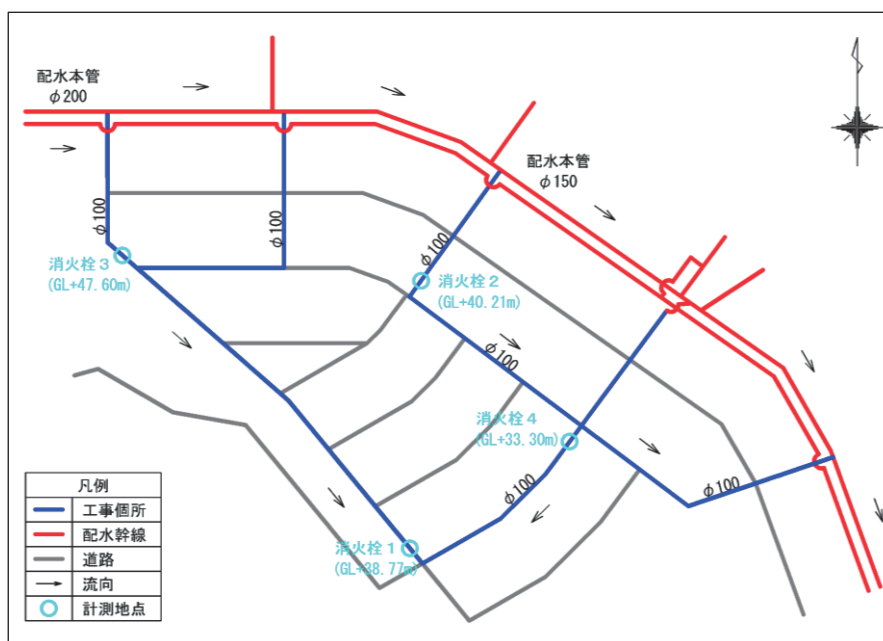 配水本管
φ200
配水本管
φ150
φ100
φ100
φ100
消火栓3
(GL+47.60m)
消火栓2
(GL+40.21m)
φ100
消火栓4
(GL+33.30m)
φ100
φ100
消火栓1
(GL+38.77m)
凡例
工事個所
配水幹線
道路
流向
計測地点